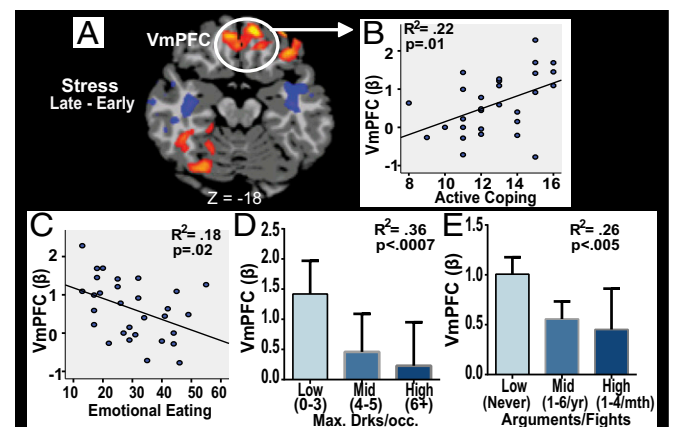 A
VmPFC
Stress
Late - Early
Z = -18
B
R²= .22
p=.01
VmPFC (β)
2
1
0
-1
8 10 12 14 16
Active Coping
C
R²= .18
p=.02
VmPFC (β)
2
1
0
-1
10 20 30 40 50 60
Emotional Eating
D
R²= .36
p<.0007
VmPFC (β)
2.5
2.0
1.5
1.0
0.5
0.0
Low Mid High
(0-3) (4-5) (6+)
Max. Drks/occ.
E
R²= .26
p<.005
VmPFC (β)
1.5
1.0
0.5
0.0
Low Mid High
(Never) (1-6/yr) (1-4/mth)
Arguments/Fights